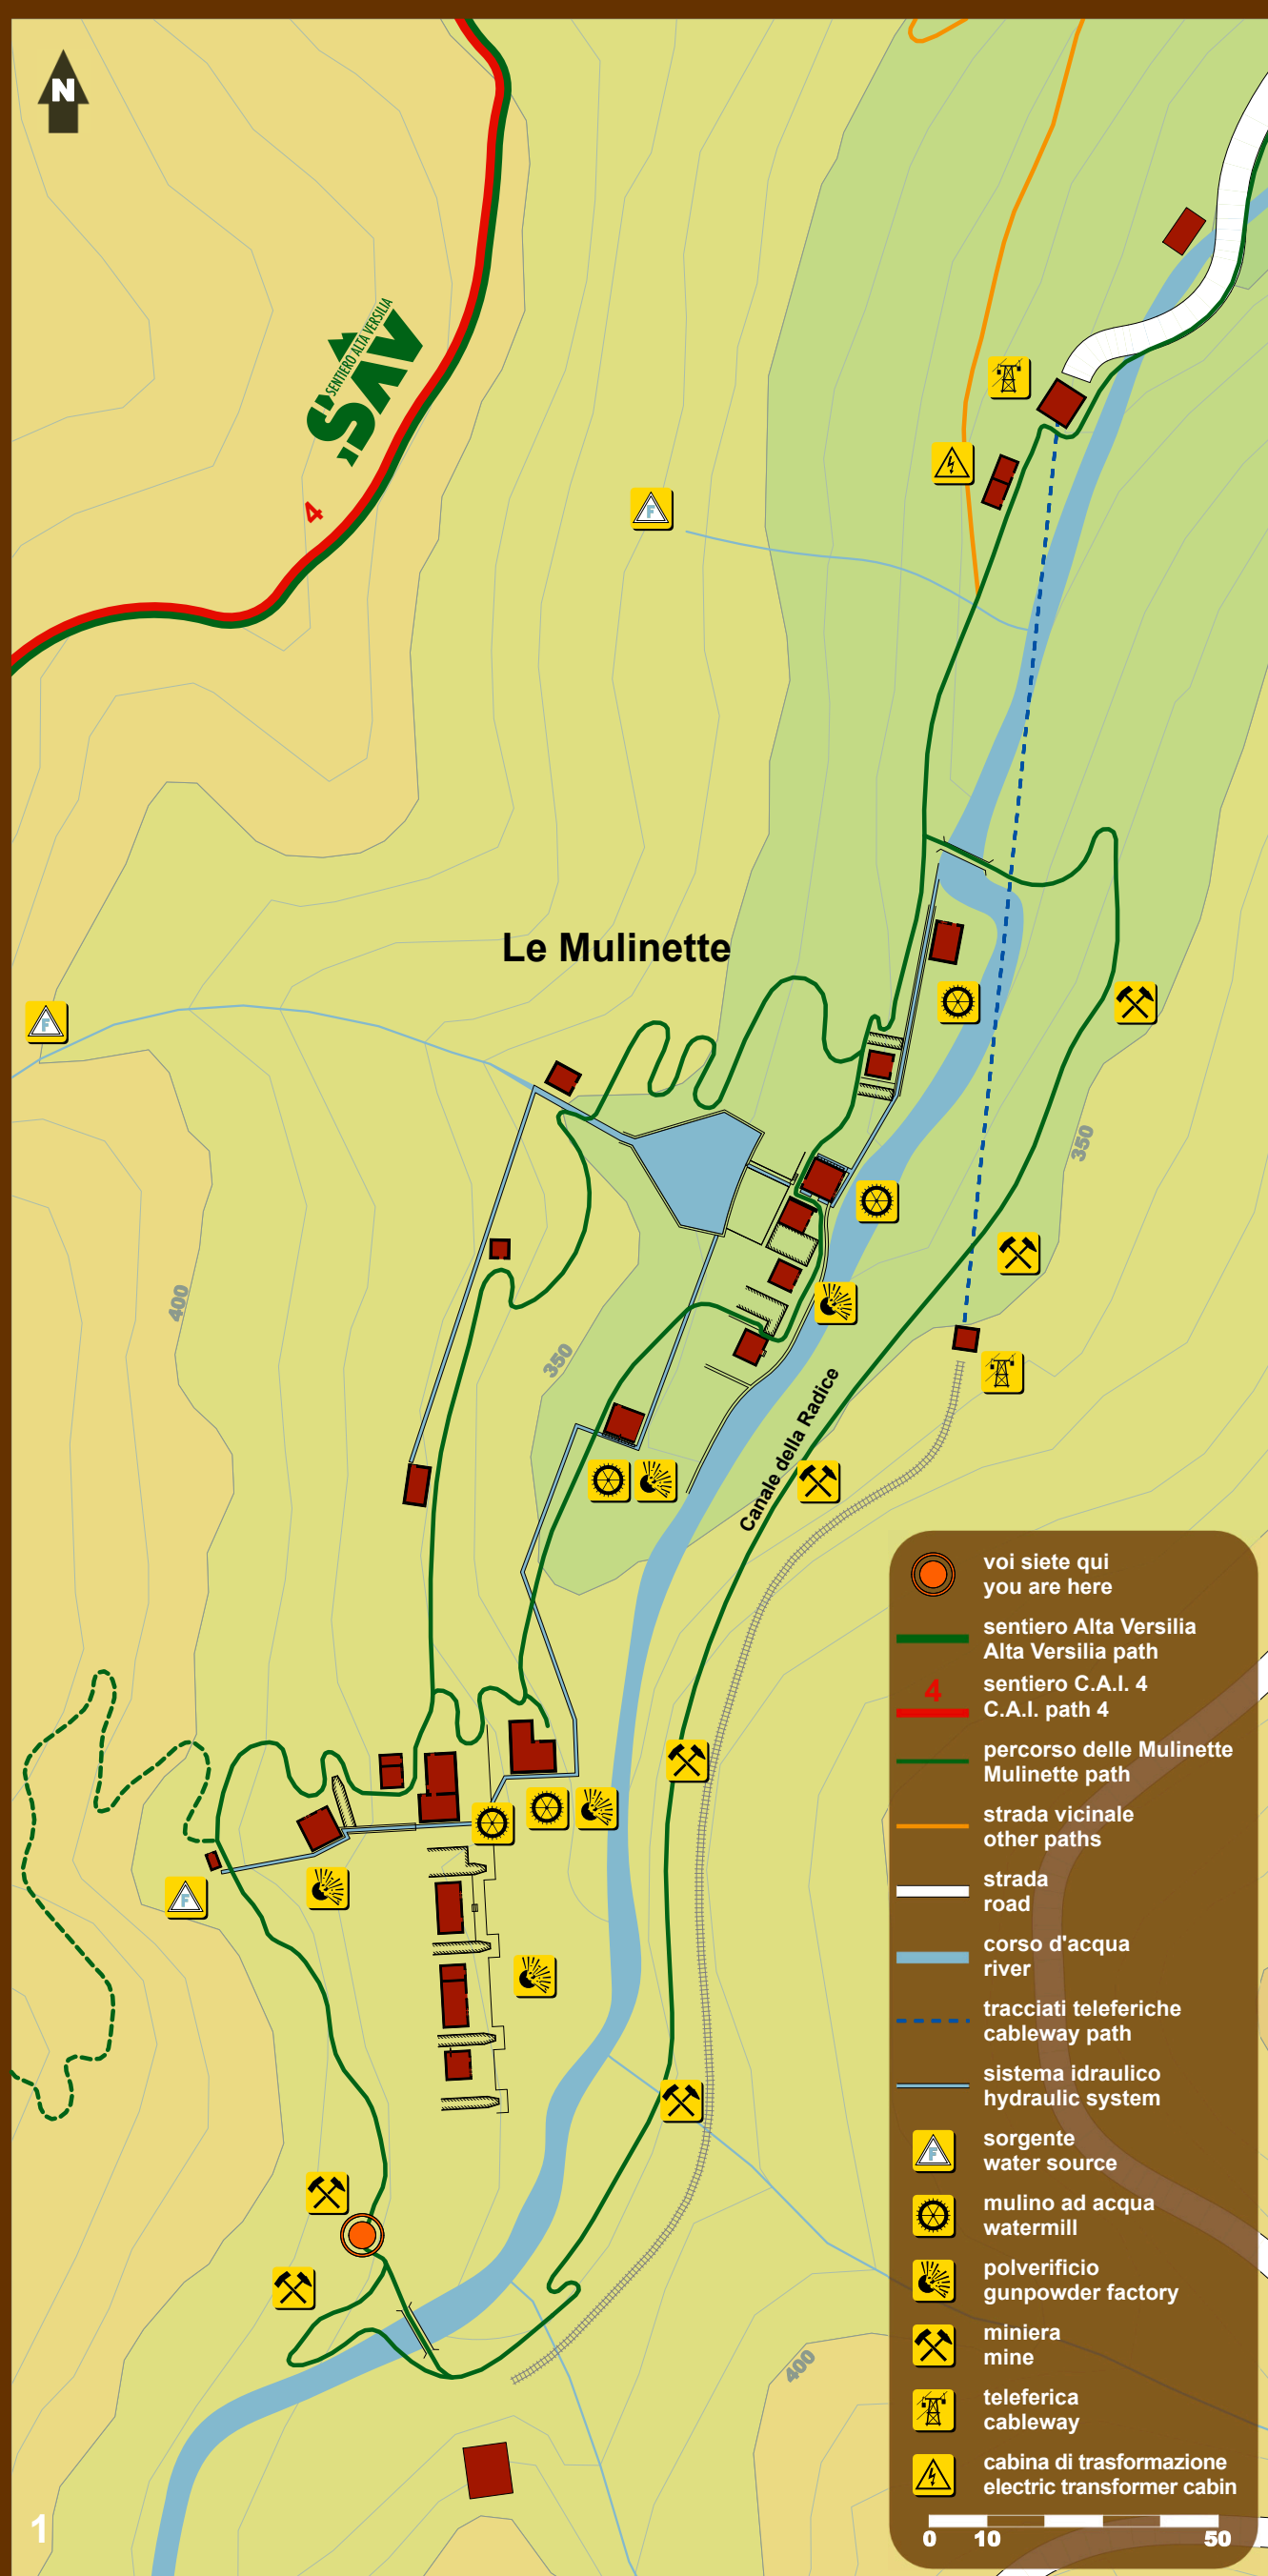 N
SENTIERO ALTA VERSILIA
SAV
4
F
Le Mulinette
F
350
400
350
Canale della Radice
F
400
voi siete qui
you are here
sentiero Alta Versilia
Alta Versilia path
4
sentiero C.A.I. 4
C.A.I. path 4
percorso delle Mulinette
Mulinette path
strada vicinale
other paths
strada
road
corso d'acqua
river
tracciati teleferiche
cableway path
sistema idraulico
hydraulic system
F
sorgente
water source
mulino ad acqua
watermill
polverificio
gunpowder factory
miniera
mine
teleferica
cableway
cabina di trasformazione
electric transformer cabin
0 10 50
1